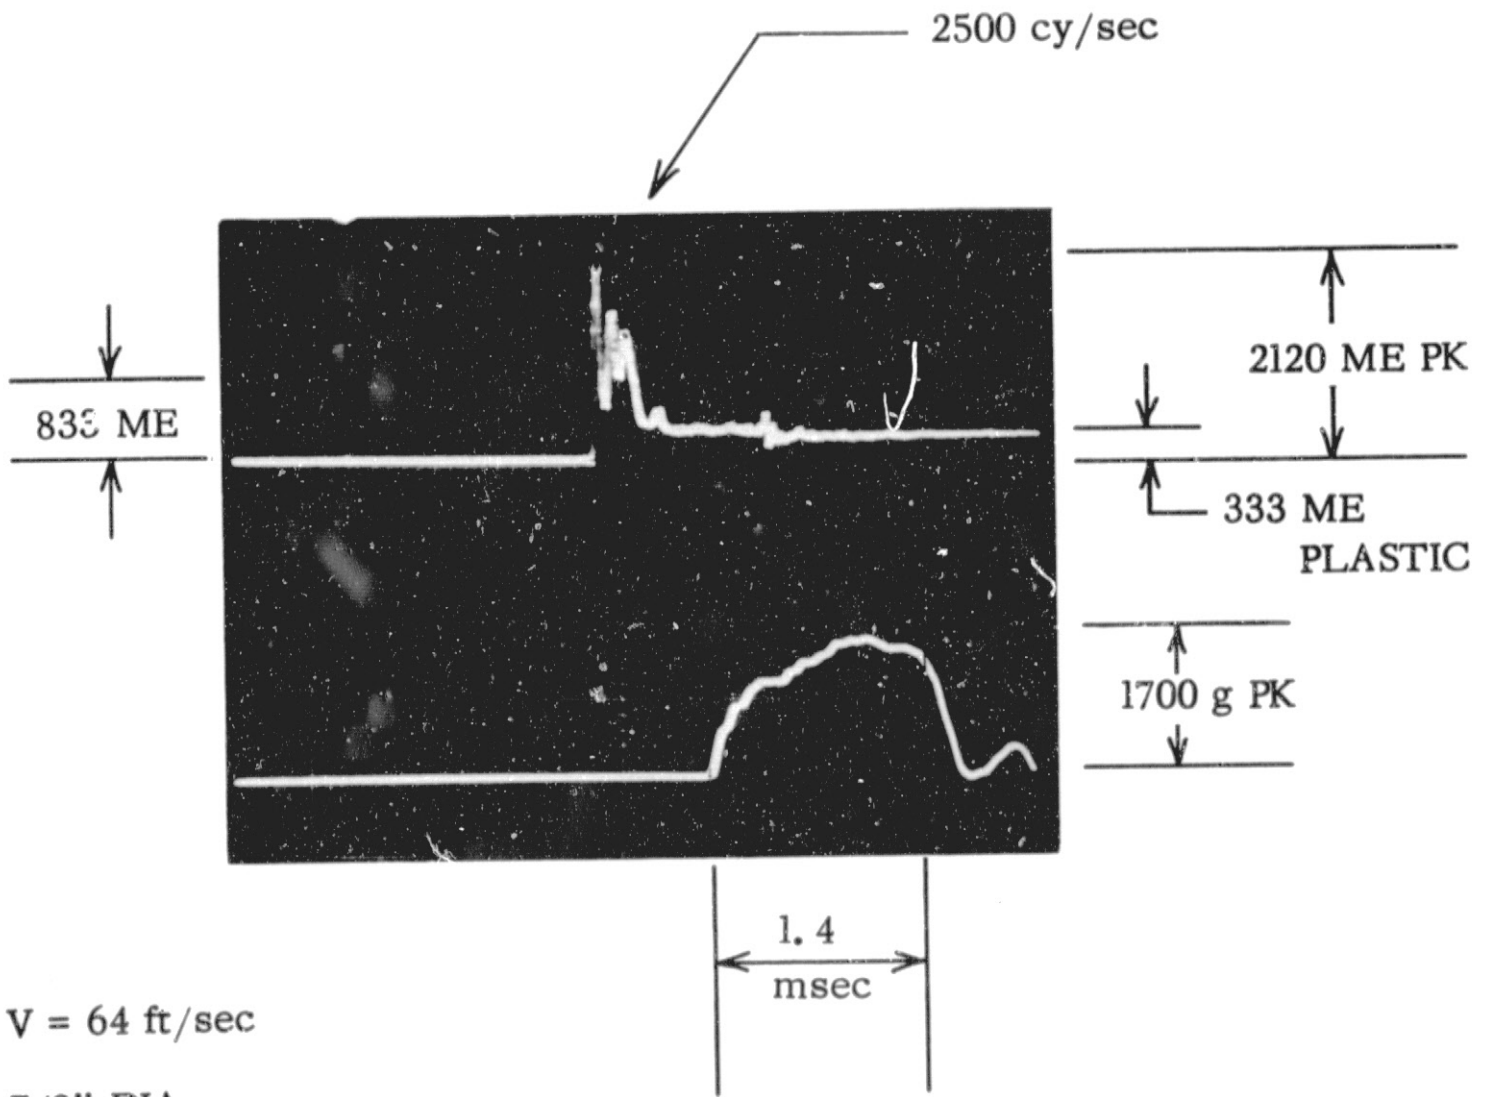 2500 cy/sec
2120 ME PK
833 ME
333 ME
PLASTIC
1700 g PK
1.4
msec
V = 64 ft/sec